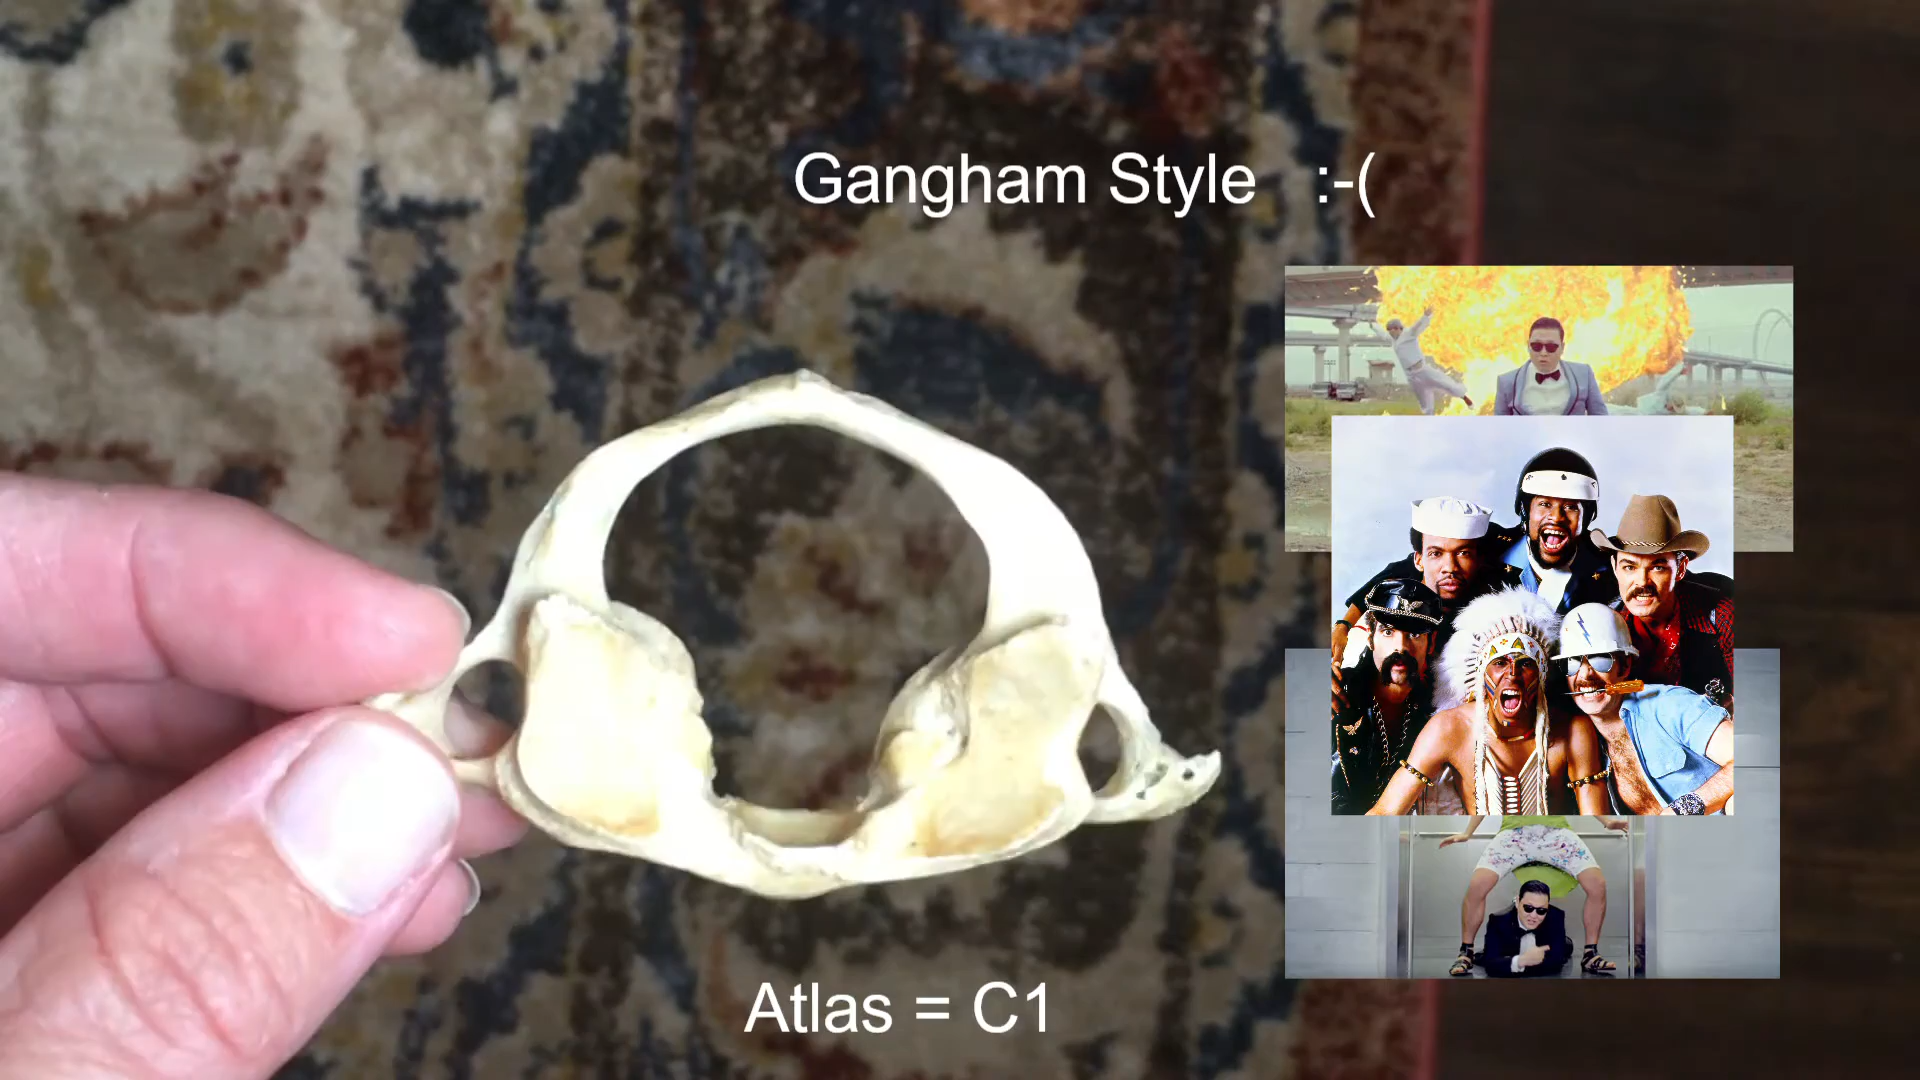 Gangham Style :-(
Atlas = C1